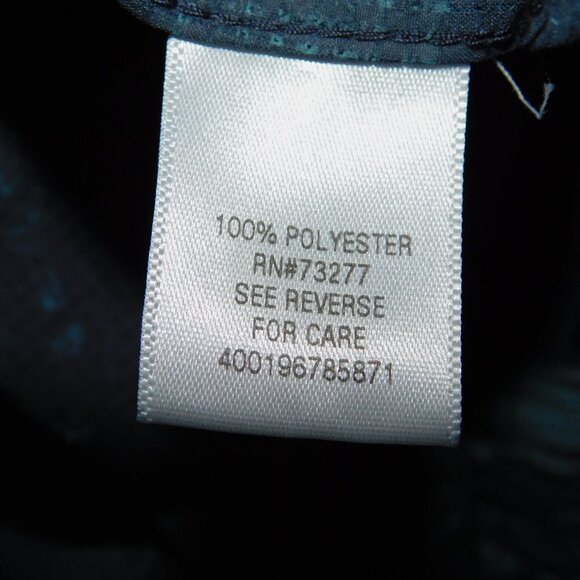 100% POLYESTER
RN#73277
SEE REVERSE
FOR CARE
400196785871